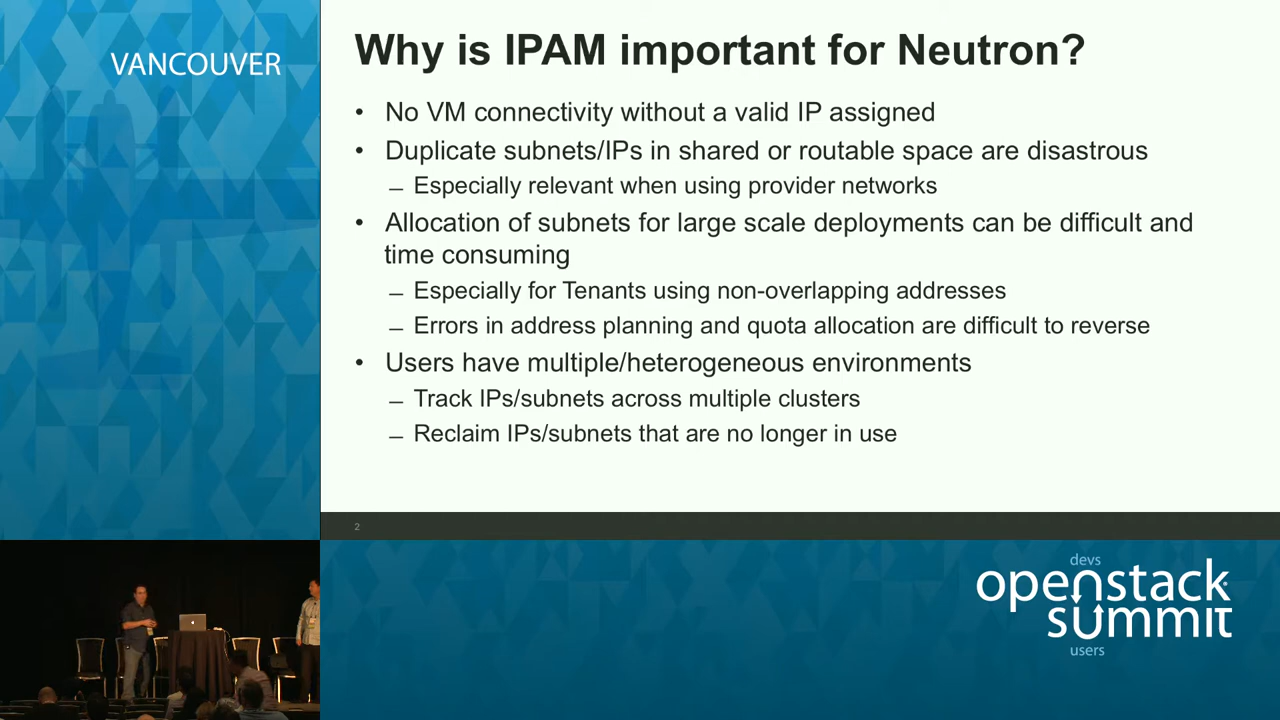 VANCOUVER
Why is IPAM important for Neutron?
• No VM connectivity without a valid IP assigned
• Duplicate subnets/IPs in shared or routable space are disastrous
– Especially relevant when using provider networks
• Allocation of subnets for large scale deployments can be difficult and
time consuming
– Especially for Tenants using non-overlapping addresses
– Errors in address planning and quota allocation are difficult to reverse
• Users have multiple/heterogeneous environments
– Track IPs/subnets across multiple clusters
– Reclaim IPs/subnets that are no longer in use
2
devs
openstack
summit
users